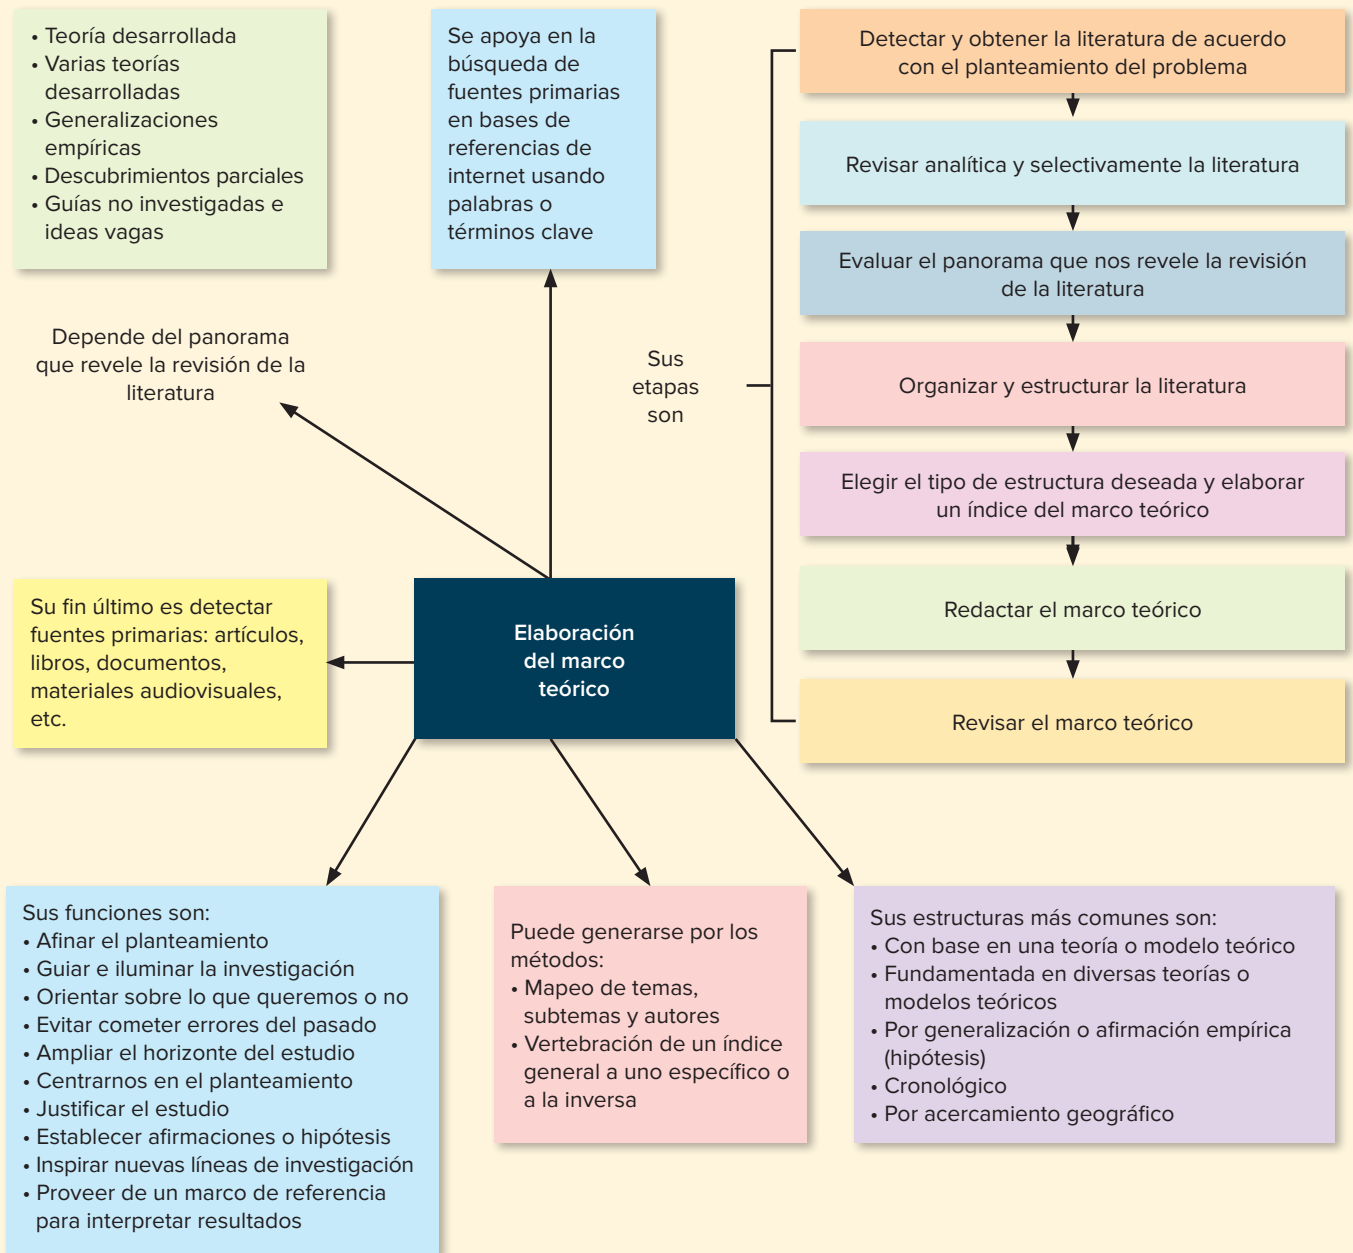 • Teoría desarrollada
• Varias teorías
desarrolladas
• Generalizaciones
empíricas
• Descubrimientos parciales
• Guías no investigadas e
ideas vagas
Se apoya en la
búsqueda de
fuentes primarias
en bases de
referencias de
internet usando
palabras o
términos clave
Depende del panorama
que revele la revisión de la
literatura
Sus
etapas
son
Detectar y obtener la literatura de acuerdo
con el planteamiento del problema
Revisar analítica y selectivamente la literatura
Evaluar el panorama que nos revele la revisión
de la literatura
Organizar y estructurar la literatura
Elegir el tipo de estructura deseada y elaborar
un índice del marco teórico
Redactar el marco teórico
Revisar el marco teórico
Su fin último es detectar
fuentes primarias: artículos,
libros, documentos,
materiales audiovisuales,
etc.
Elaboración
del marco
teórico
Sus funciones son:
• Afinar el planteamiento
• Guiar e iluminar la investigación
• Orientar sobre lo que queremos o no
• Evitar cometer errores del pasado
• Ampliar el horizonte del estudio
• Centrarnos en el planteamiento
• Justificar el estudio
• Establecer afirmaciones o hipótesis
• Inspirar nuevas líneas de investigación
• Proveer de un marco de referencia
para interpretar resultados
Puede generarse por los
métodos:
• Mapeo de temas,
subtemas y autores
• Vertebración de un índice
general a uno específico o
a la inversa
Sus estructuras más comunes son:
• Con base en una teoría o modelo teórico
• Fundamentada en diversas teorías o
modelos teóricos
• Por generalización o afirmación empírica
(hipótesis)
• Cronológico
• Por acercamiento geográfico